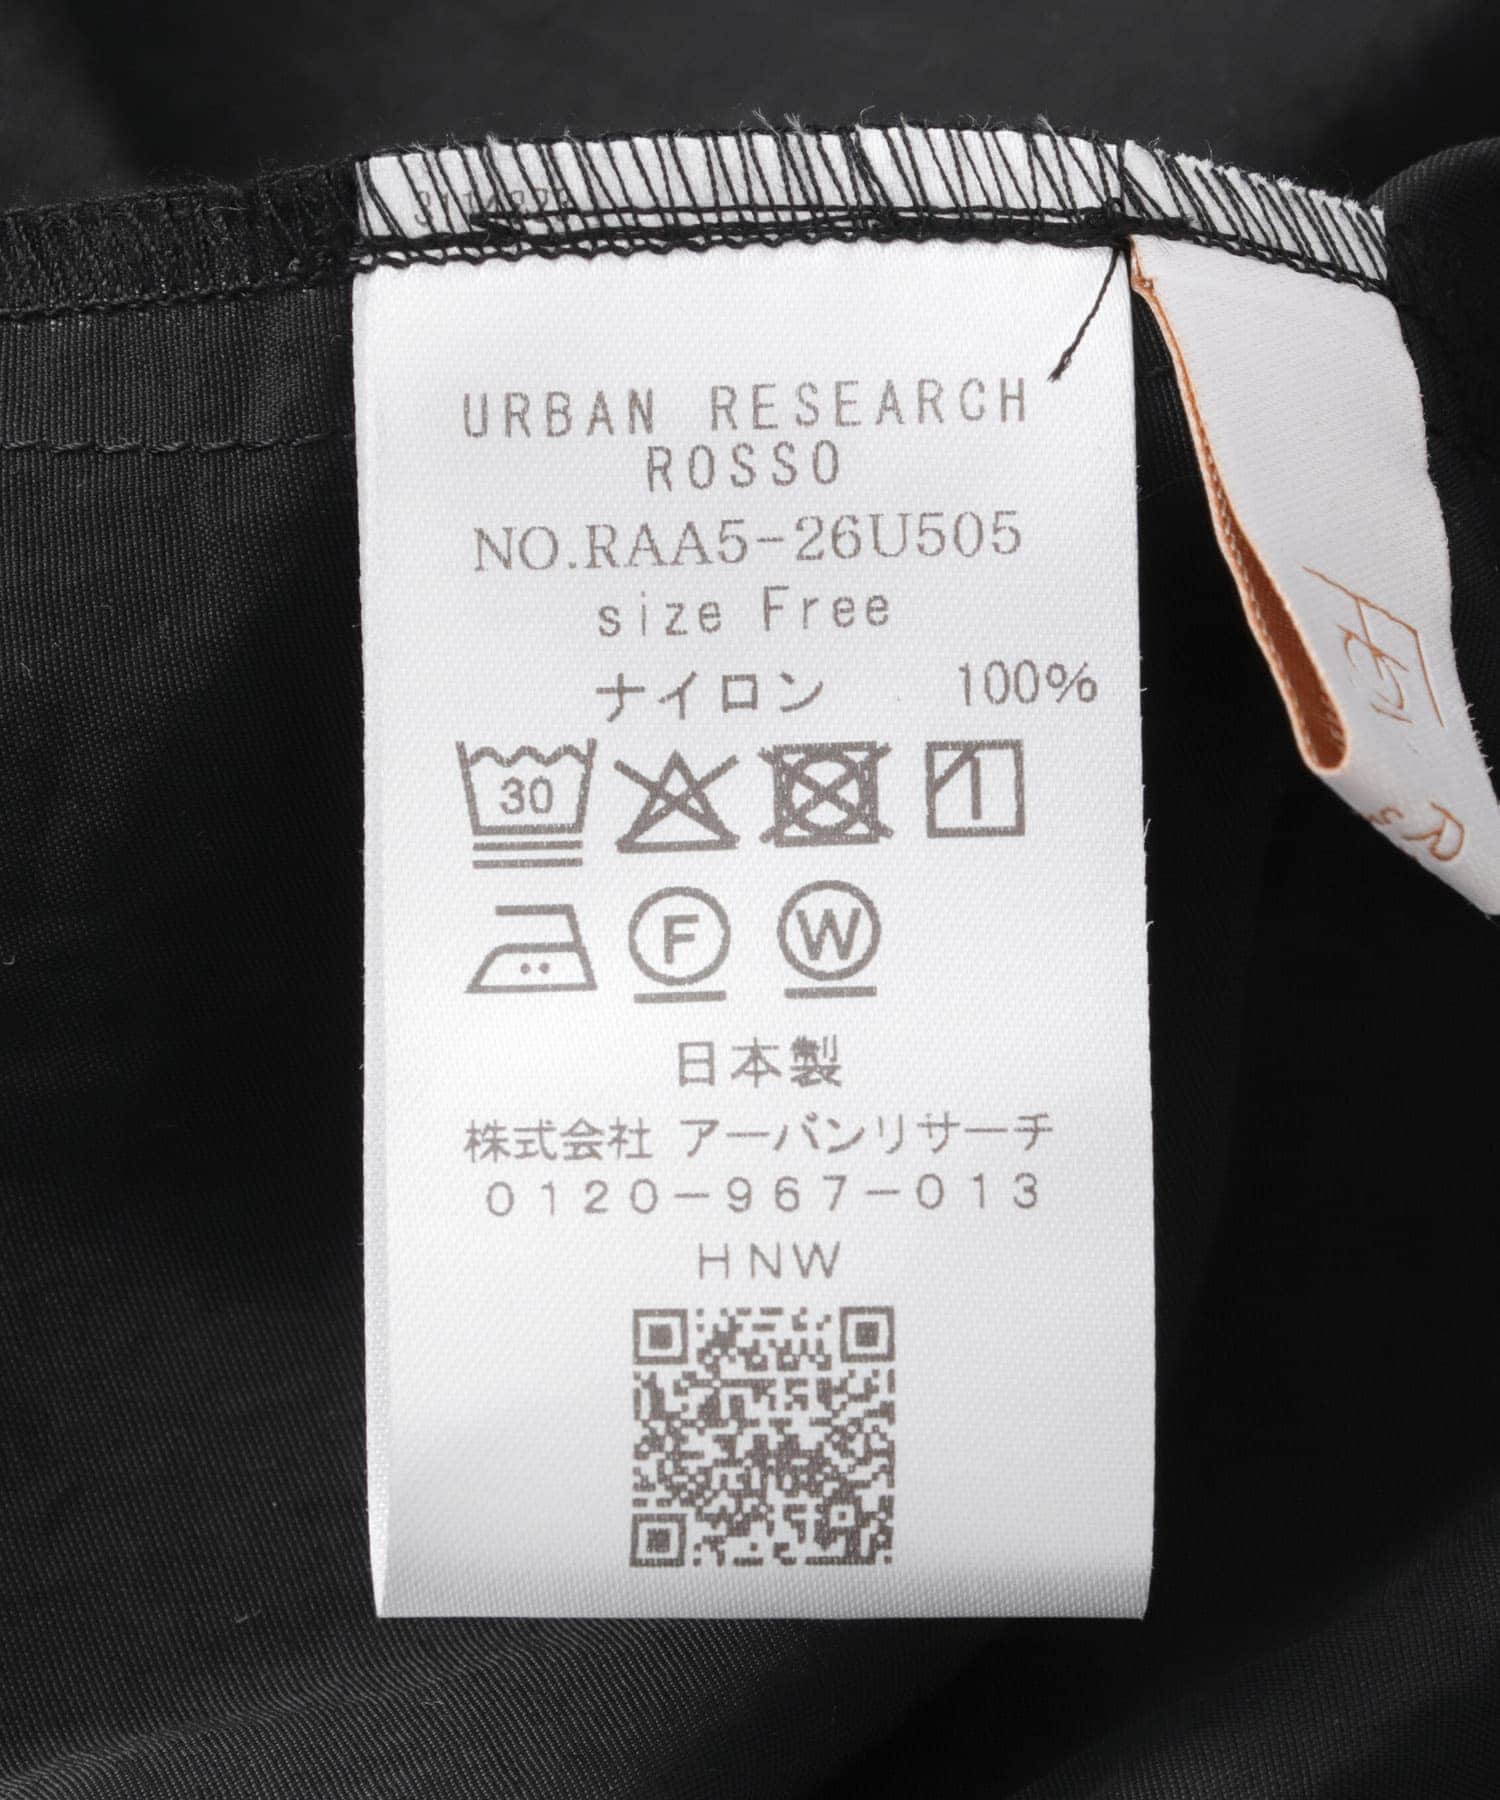 URBAN RESEARCH
ROSSO
NO.RAA5-26U505
size Free
ナイロン 100%
30
1
F W
日本製
株式会社 アーバンリサーチ
0120-967-013
HNW